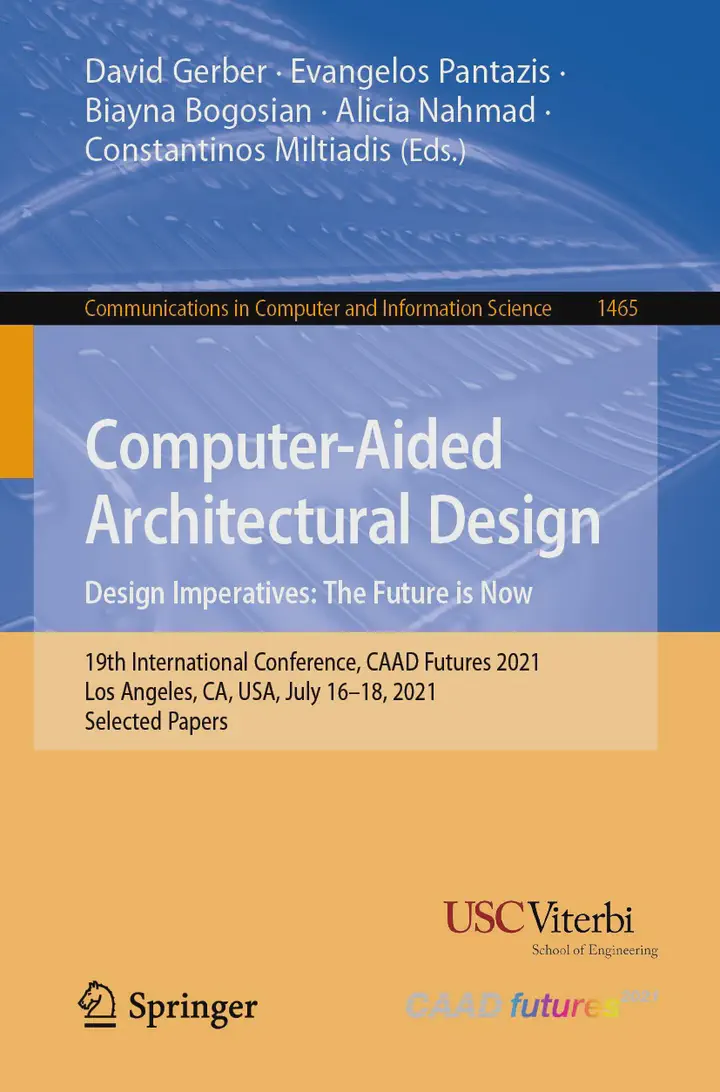 David Gerber · Evangelos Pantazis ·
Biayna Bogosian · Alicia Nahmad ·
Constantinos Miltiadis (Eds.)
Communications in Computer and Information Science 1465
Computer-Aided
Architectural Design
Design Imperatives: The Future is Now
19th International Conference, CAAD Futures 2021
Los Angeles, CA, USA, July 16–18, 2021
Selected Papers
USC Viterbi
School of Engineering
Springer
CAAD futures 2021